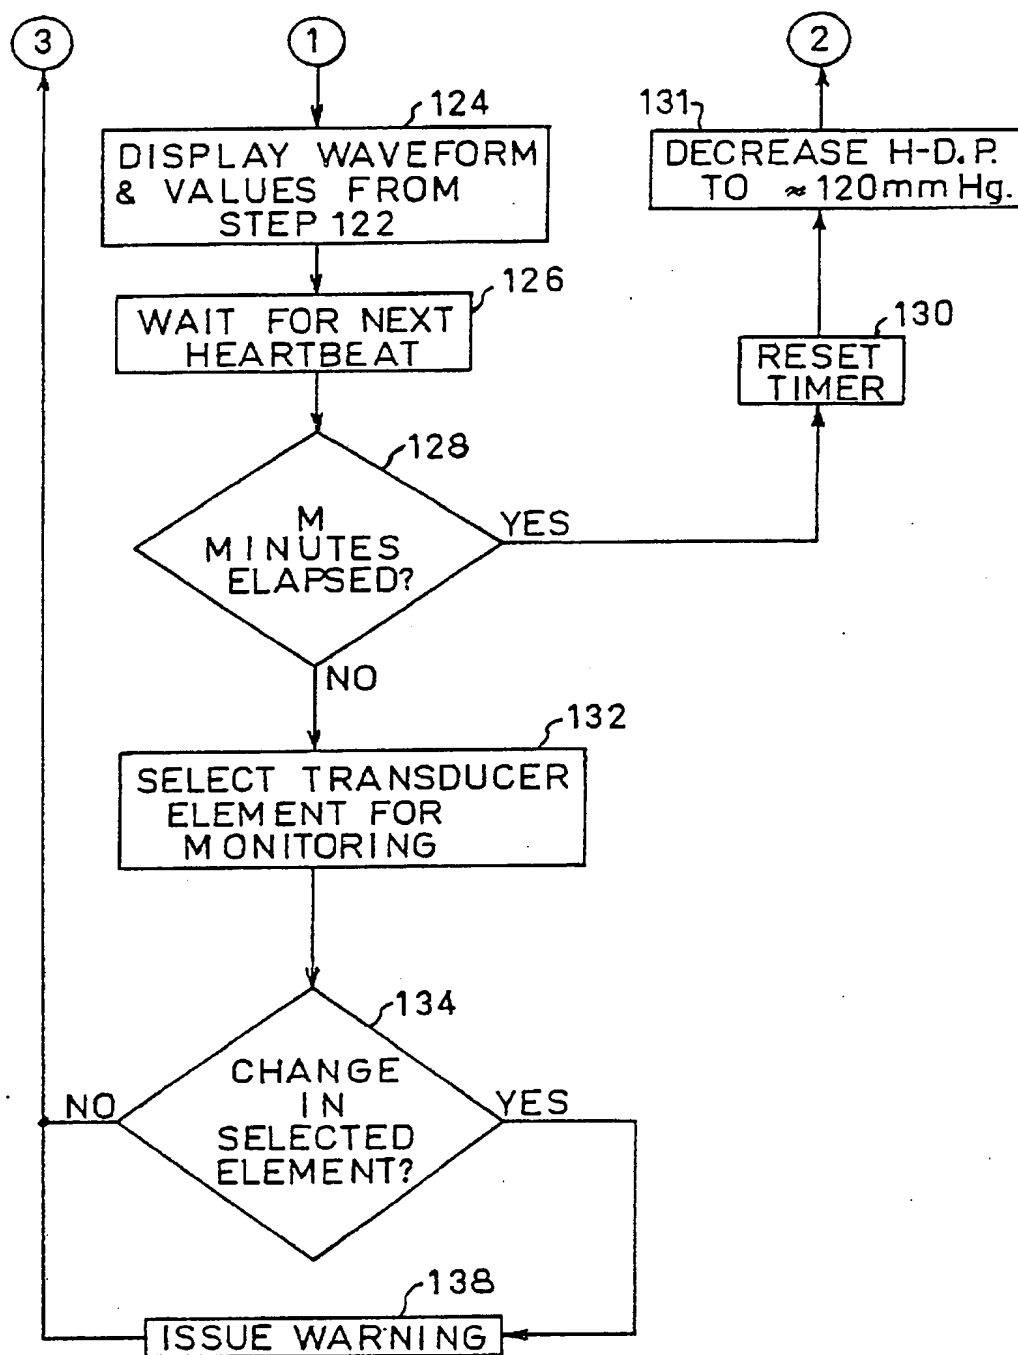 3
1
2
124
DISPLAY WAVEFORM
& VALUES FROM
STEP 122
131
DECREASE H-D.P.
TO ≈120mm Hg.
126
WAIT FOR NEXT
HEARTBEAT
130
RESET
TIMER
128
M
MINUTES
ELAPSED?
YES
NO
132
SELECT TRANSDUCER
ELEMENT FOR
MONITORING
134
CHANGE
IN
SELECTED
ELEMENT?
NO
YES
138
ISSUE WARNING